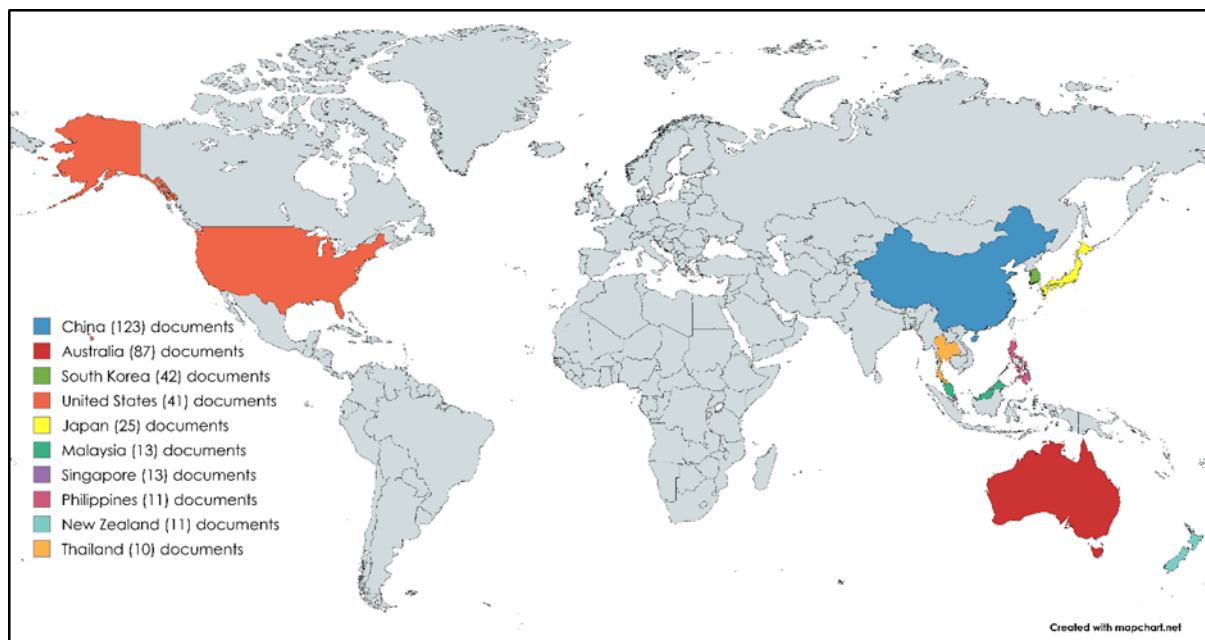 China (123) documents
Australia (87) documents
South Korea (42) documents
United States (41) documents
Japan (25) documents
Malaysia (13) documents
Singapore (13) documents
Philippines (11) documents
New Zealand (11) documents
Thailand (10) documents
Created with mapchart.net